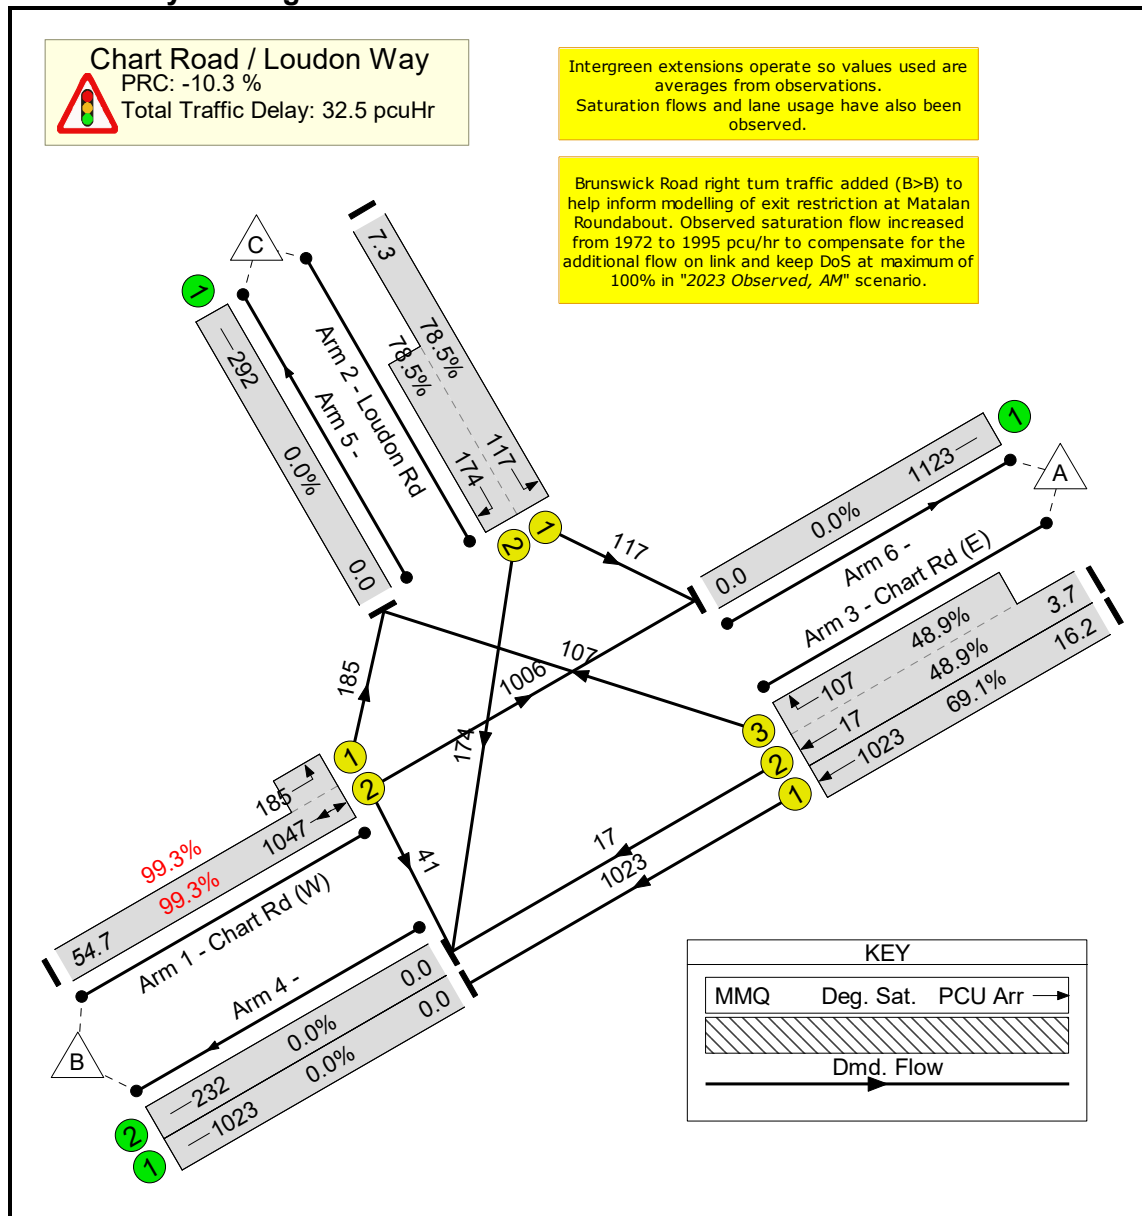 Chart Road / Loudon Way
PRC: -10.3 %
Total Traffic Delay: 32.5 pcuHr
Intergreen extensions operate so values used are
averages from observations.
Saturation flows and lane usage have also been
observed.
Brunswick Road right turn traffic added (B>B) to
help inform modelling of exit restriction at Matalan
Roundabout. Observed saturation flow increased
from 1972 to 1995 pcu/hr to compensate for the
additional flow on link and keep DoS at maximum of
100% in "2023 Observed, AM" scenario.
C
1
292
0.0%
0.0
Arm 5 -
Arm 2 - Loudon Rd
7.3
78.5%
78.5%
117
174
1
2
117
1
A
1123
0.0%
0.0
Arm 6 -
Arm 3 - Chart Rd (E)
48.9%
3.7
107
48.9%
16.2
17
69.1%
1023
3
2
1
107
1006
185
174
41
17
1023
1
2
185
1047
99.3%
99.3%
54.7
Arm 1 - Chart Rd (W)
B
Arm 4 -
0.0
0.0%
232
0.0
0.0%
1023
2
1
KEY
MMQ Deg. Sat. PCU Arr
Dmd. Flow